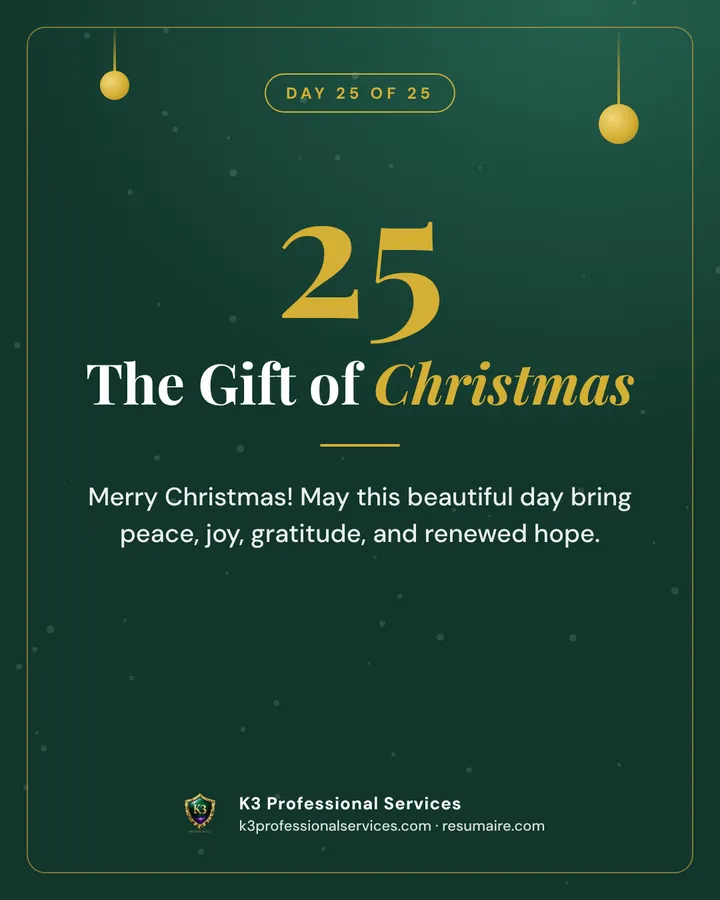 DAY 25 OF 25
25
The Gift of Christmas
Merry Christmas! May this beautiful day bring
peace, joy, gratitude, and renewed hope.
K3
K3 Professional Services
k3professionalservices.com · resumaire.com